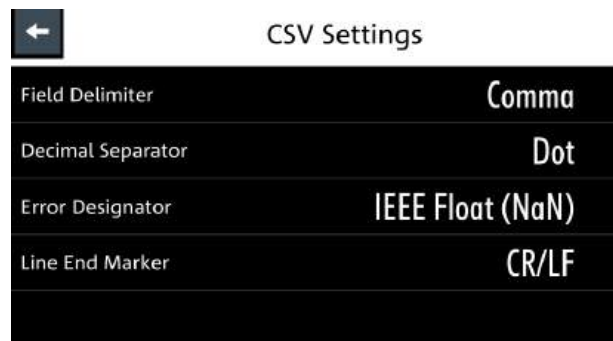 CSV Settings
Field Delimiter Comma
Decimal Separator Dot
Error Designator IEEE Float (NaN)
Line End Marker CR/LF